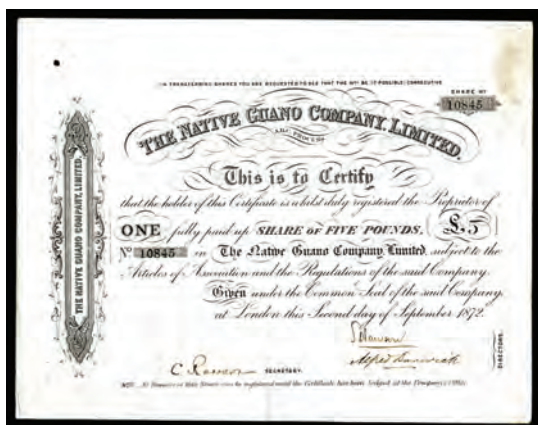 IN TRANSFERRING SHARES YOU ARE REQUESTED TO SEE THAT THE Nos BE (IF POSSIBLE) CONSECUTIVE
SHARE No
10845
THE NATIVE GUANO COMPANY, LIMITED.
This is to Certify
that the holder of this Certificate is whilst duly registered the Proprietor of
ONE fully paid up SHARE OF FIVE POUNDS. £5
No 10845 in The Native Guano Company, Limited, subject to the
Articles of Association and the Regulations of the said Company.
Given under the Common Seal of the said Company,
at London this Second day of September 1872.
DIRECTORS.
SECRETARY.
THE NATIVE GUANO COMPANY, LIMITED.